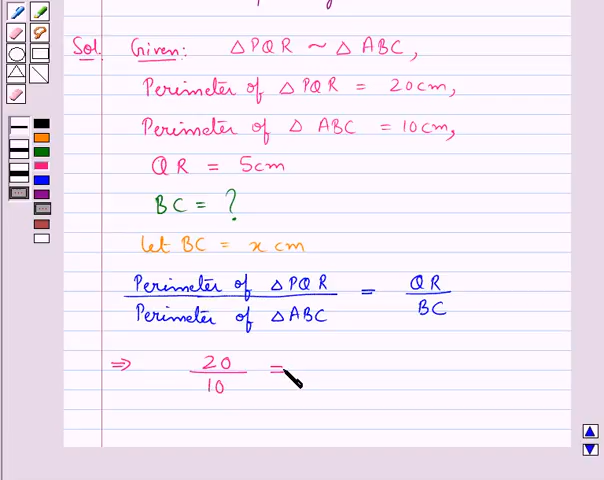 Sol. Given: △PQR ~ △ABC,
Perimeter of △PQR = 20cm,
Perimeter of △ ABC = 10cm,
QR = 5cm
BC = ?
let BC = x cm
Perimeter of △PQR / Perimeter of △ABC = QR / BC
⇒ 20 / 10 =